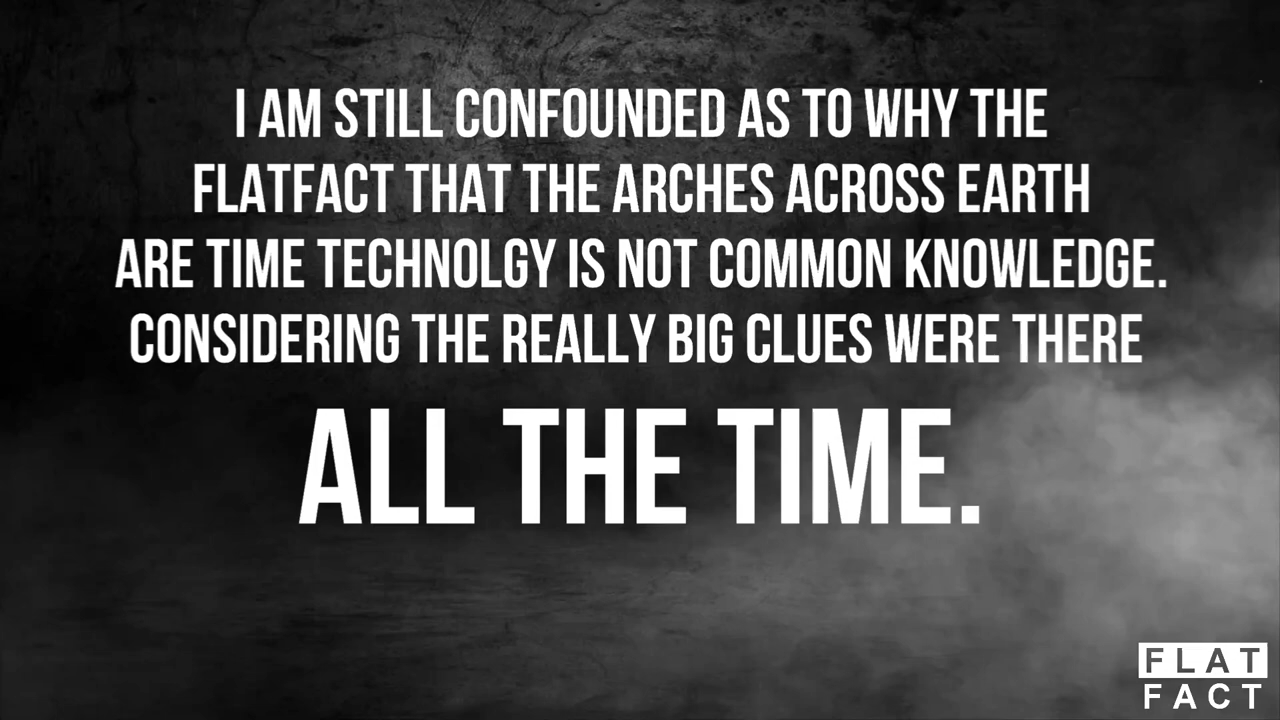 I AM STILL CONFOUNDED AS TO WHY THE
FLATFACT THAT THE ARCHES ACROSS EARTH
ARE TIME TECHNOLGY IS NOT COMMON KNOWLEDGE.
CONSIDERING THE REALLY BIG CLUES WERE THERE
ALL THE TIME.
FLAT
FACT